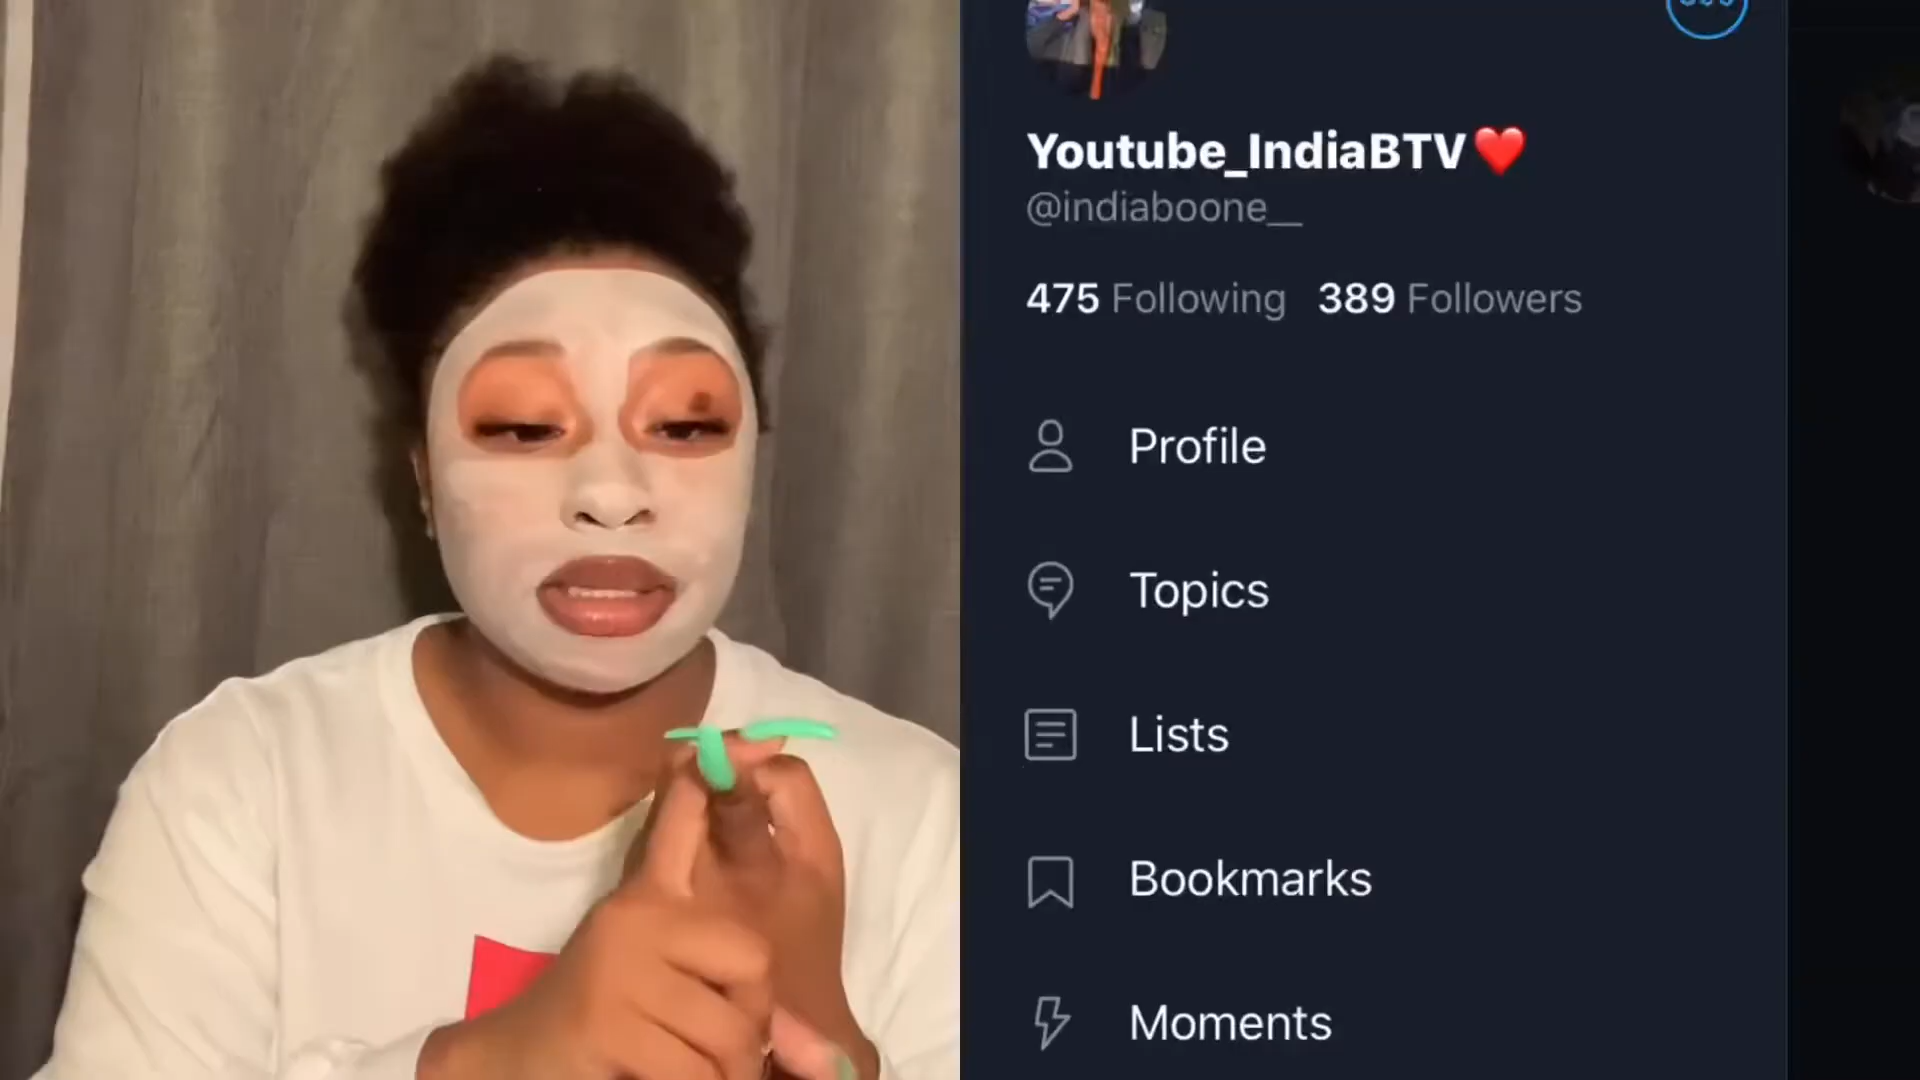 Youtube_IndiaBTV❤️
@indiaboone__
475 Following 389 Followers
Profile
Topics
Lists
Bookmarks
Moments